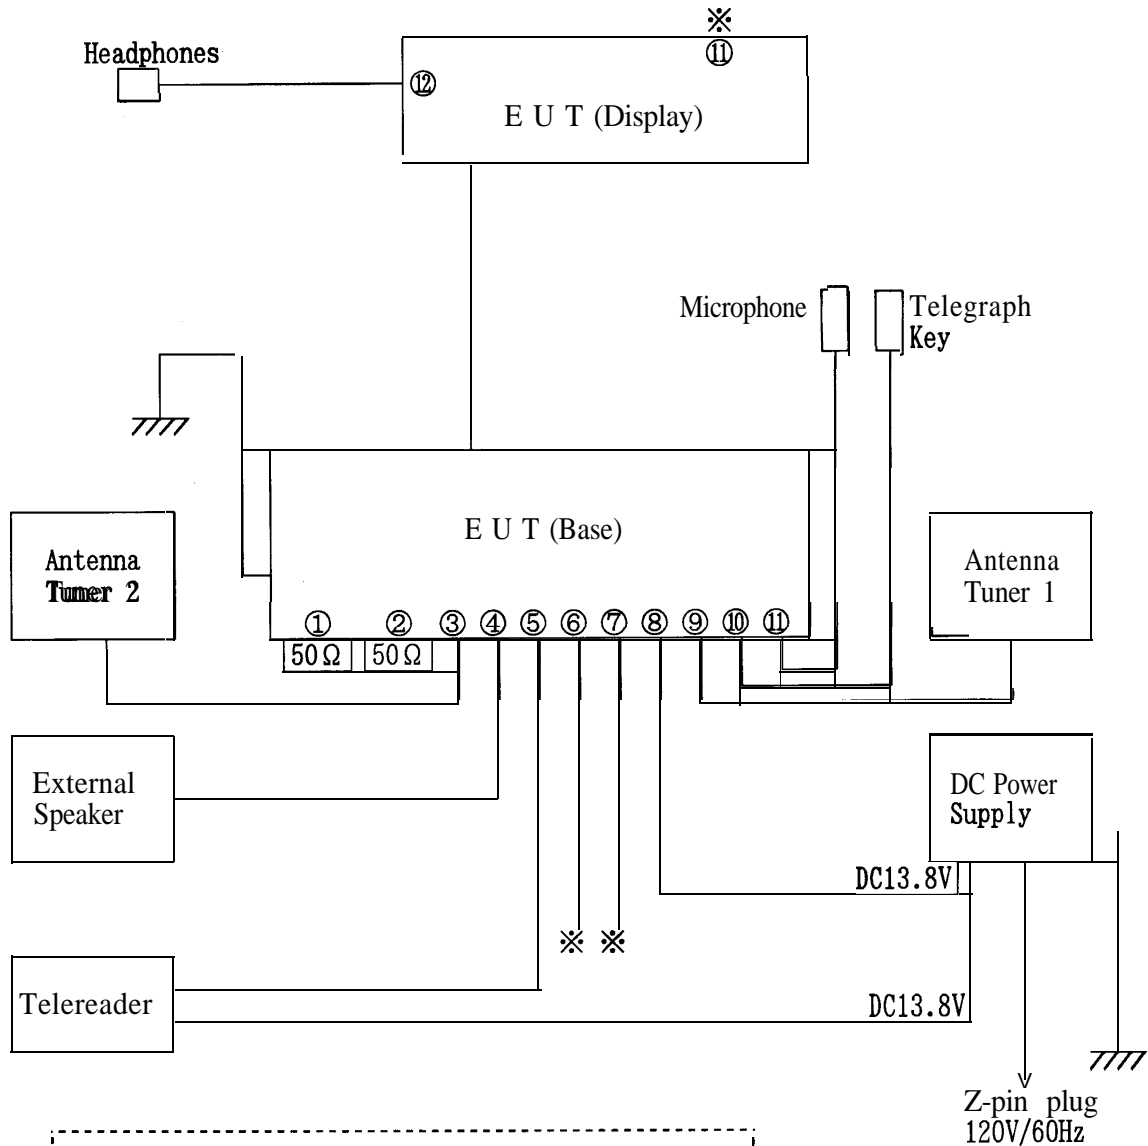 ※
Headphones
⑪
⑫
E U T (Display)
Microphone
Telegraph
Key
E U T (Base)
Antenna
Tuner 2
Antenna
Tuner 1
① ② ③ ④ ⑤ ⑥ ⑦ ⑧ ⑨ ⑩ ⑪
50Ω 50Ω
External
Speaker
DC Power
Supply
DC13.8V
※ ※
Telereader
DC13.8V
Z-pin plug
120V/60Hz